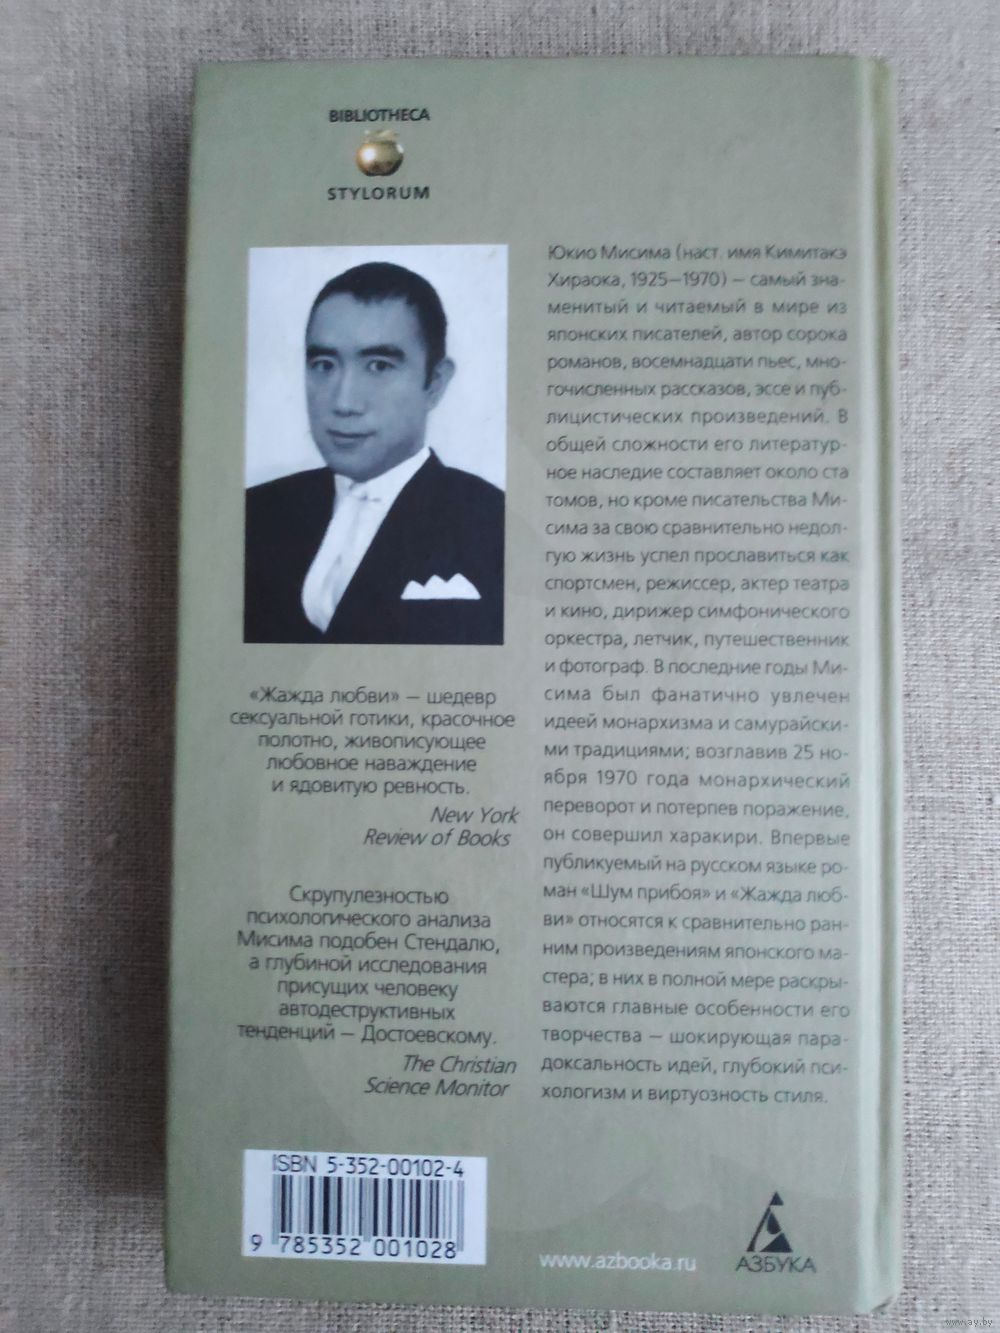 BIBLIOTHECA
STYLORUM
«Жажда любви» — шедевр
сексуальной готики, красочное
полотно, живописующее
любовное наваждение
и ядовитую ревность.
New York
Review of Books
Скрупулезностью
психологического анализа
Мисима подобен Стендалю,
а глубиной исследования
присущих человеку
автодеструктивных
тенденций — Достоевскому.
The Christian
Science Monitor
Юкио Мисима (наст. имя Кимитакэ
Хираока, 1925—1970) — самый зна-
менитый и читаемый в мире из
японских писателей, автор сорока
романов, восемнадцати пьес, мно-
гочисленных рассказов, эссе и пуб-
лицистических произведений. В
общей сложности его литератур-
ное наследие составляет около ста
томов, но кроме писательства Ми-
сима за свою сравнительно недол-
гую жизнь успел прославиться как
спортсмен, режиссер, актер театра
и кино, дирижер симфонического
оркестра, летчик, путешественник
и фотограф. В последние годы Ми-
сима был фанатично увлечен
идеей монархизма и самурайски-
ми традициями; возглавив 25 но-
ября 1970 года монархический
переворот и потерпев поражение,
он совершил харакири. Впервые
публикуемый на русском языке ро-
ман «Шум прибоя» и «Жажда люб-
ви» относятся к сравнительно ран-
ним произведениям японского ма-
стера; в них в полной мере раскры-
ваются главные особенности его
творчества — шокирующая пара-
доксальность идей, глубокий пси-
хологизм и виртуозность стиля.
ISBN 5-352-00102-4
9 785352 001028
www.azbooka.ru
АЗБУКА
www.ay.by